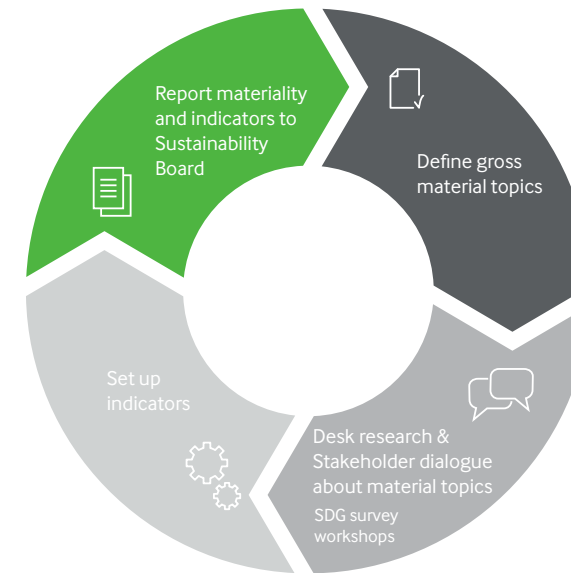 Report materiality
and indicators to
Sustainability
Board
Define gross
material topics
Desk research &
Stakeholder dialogue
about material topics
SDG survey
workshops
Set up
indicators